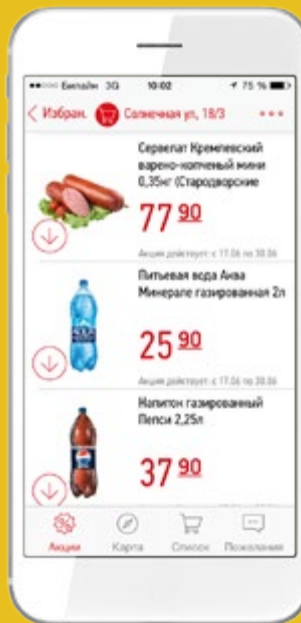 Билайн 3G 10:02 75 %
Избран. Солнечная ул, 18/3
Сервелат Кремлевский
варено-копченый мини
0,35кг (Стародворские
77 90
Акция действует: с 17.06 по 30.06
Питьевая вода Аква
Минерале газированная 2л
25 90
Акция действует: с 17.06 по 30.06
Напиток газированный
Пепси 2,25л
37 90
Акции Карта Список Пожелания